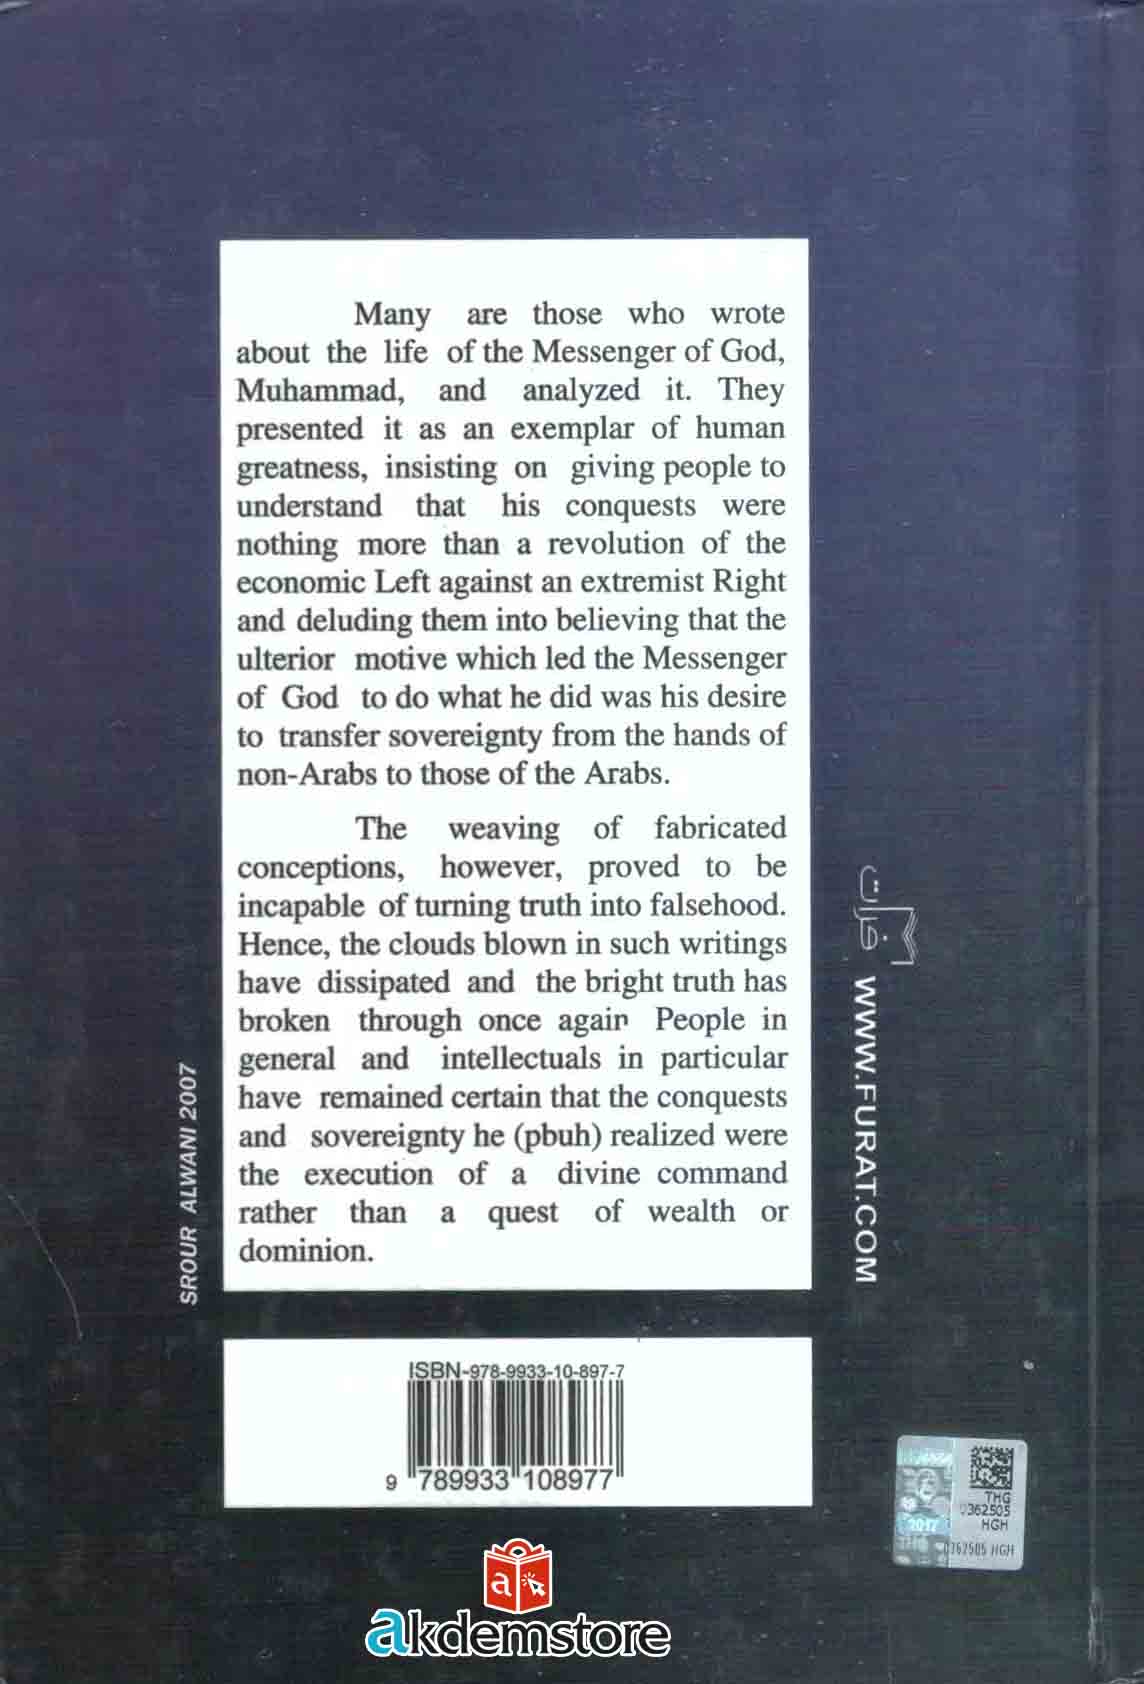 Many are those who wrote
about the life of the Messenger of God,
Muhammad, and analyzed it. They
presented it as an exemplar of human
greatness, insisting on giving people to
understand that his conquests were
nothing more than a revolution of the
economic Left against an extremist Right
and deluding them into believing that the
ulterior motive which led the Messenger
of God to do what he did was his desire
to transfer sovereignty from the hands of
non-Arabs to those of the Arabs.
The weaving of fabricated
conceptions, however, proved to be
incapable of turning truth into falsehood.
Hence, the clouds blown in such writings
have dissipated and the bright truth has
broken through once again People in
general and intellectuals in particular
have remained certain that the conquests
and sovereignty he (pbuh) realized were
the execution of a divine command
rather than a quest of wealth or
dominion.
SROUR ALWANI 2007
فرات WWW.FURAT.COM
ISBN-978-9933-10-897-7
9 789933 108977
2017
THG
0362505
HGH
0362505 HGH
a
akdemstore